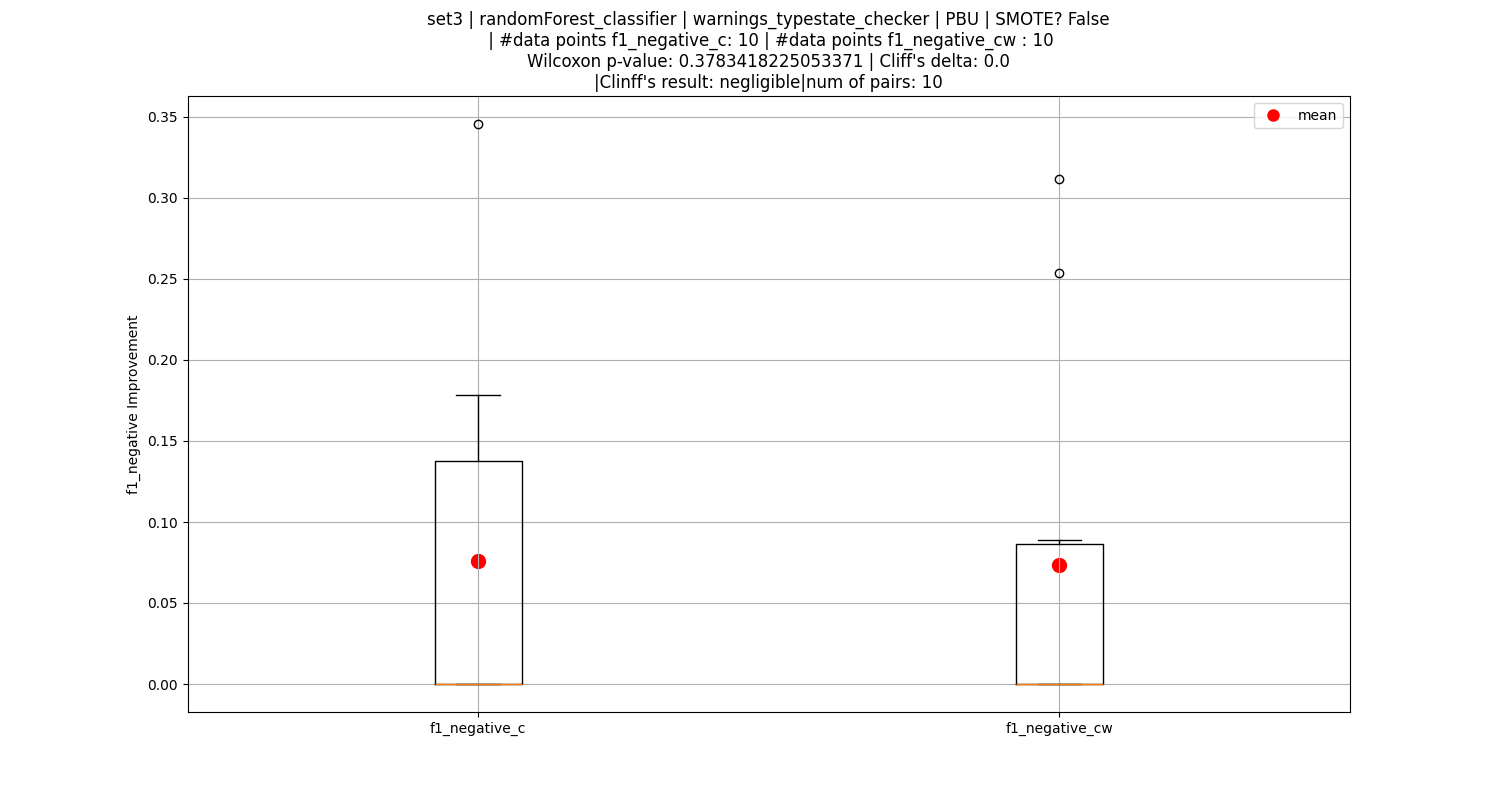 set3 | randomForest_classifier | warnings_typestate_checker | PBU | SMOTE? False
| #data points f1_negative_c: 10 | #data points f1_negative_cw : 10
Wilcoxon p-value: 0.3783418225053371 | Cliff's delta: 0.0
|Clinff's result: negligible|num of pairs: 10
mean
0.35
0.30
0.25
0.20
0.15
0.10
0.05
0.00
f1_negative Improvement
f1_negative_c
f1_negative_cw